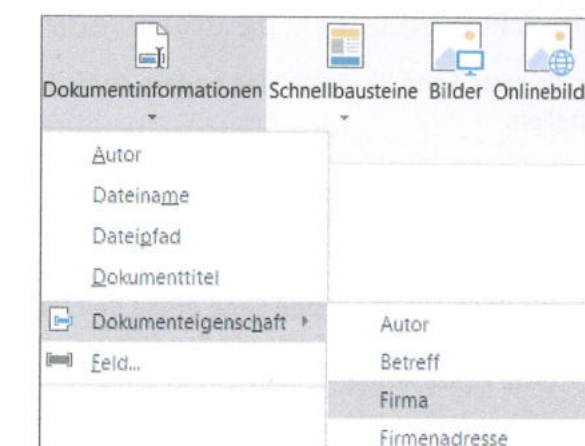 Dokumentinformationen Schnellbausteine Bilder Onlinebild
Autor
Dateiname
Dateipfad
Dokumenttitel
Dokumenteigenschaft
Feld...
Autor
Betreff
Firma
Firmenadresse